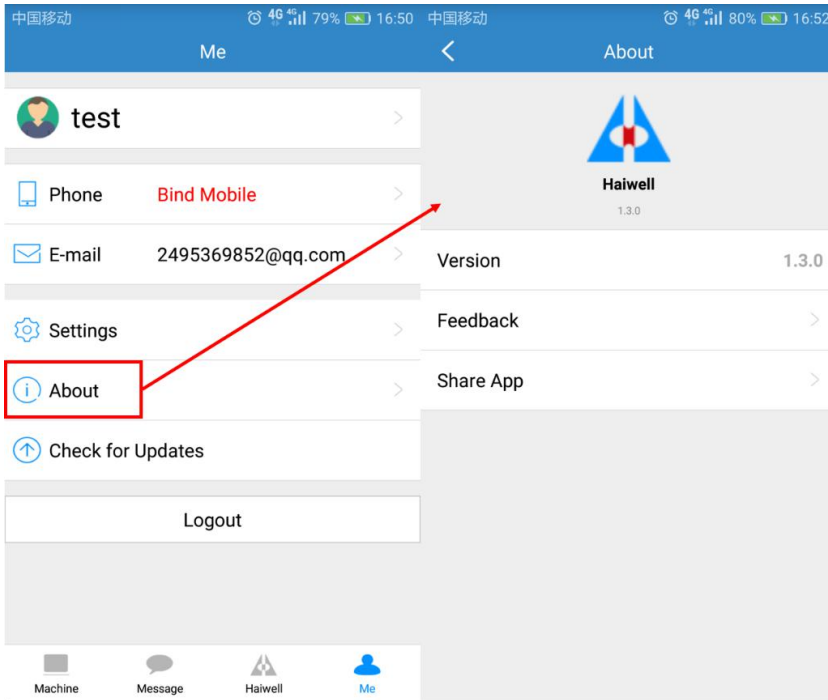 中国移动 4G 4G 79% 16:50
Me
test
Phone Bind Mobile
E-mail 2495369852@qq.com
Settings
About
Check for Updates
Logout
Machine Message Haiwell Me
中国移动 4G 4G 80% 16:52
About
Haiwell
1.3.0
Version 1.3.0
Feedback
Share App